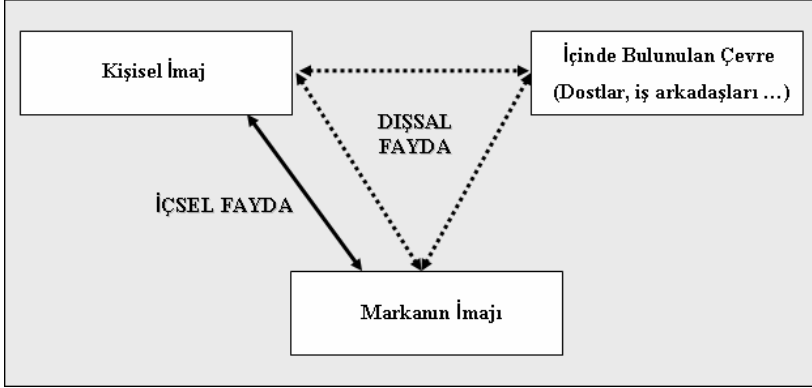 Kişisel İmaj
İçinde Bulunulan Çevre
(Dostlar, iş arkadaşları ...)
DIŞSAL
FAYDA
İÇSEL FAYDA
Markanın İmajı